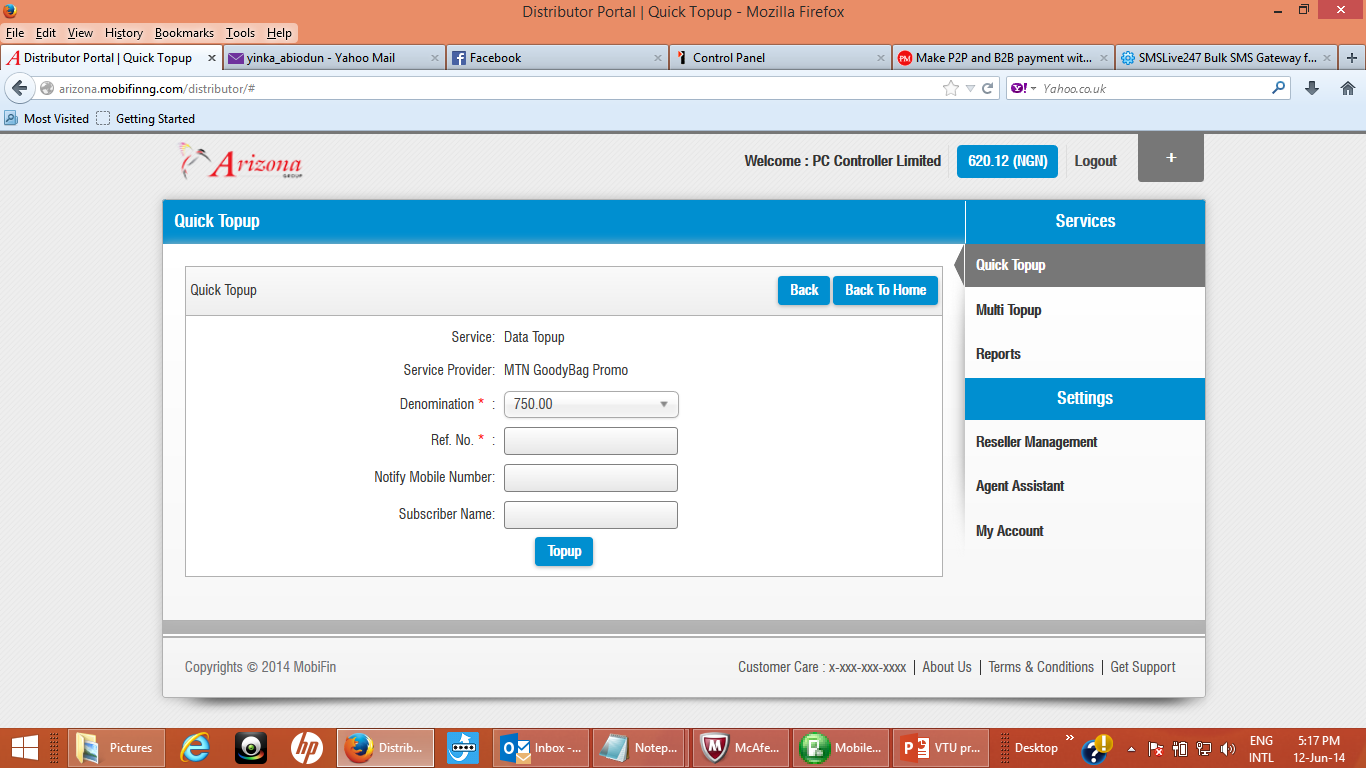 Distributor Portal | Quick Topup - Mozilla Firefox
File Edit View History Bookmarks Tools Help
Distributor Portal | Quick Topup
yinka_abiodun - Yahoo Mail
Facebook
Control Panel
Make P2P and B2B payment wit...
SMSLive247 Bulk SMS Gateway f...
arizona.mobifinng.com/distributor/#
Yahoo.co.uk
Most Visited Getting Started
Arizona
GROUP
Welcome : PC Controller Limited
620.12 (NGN)
Logout
+
Quick Topup
Services
Quick Topup
Back
Back To Home
Service: Data Topup
Service Provider: MTN GoodyBag Promo
Denomination * : 750.00
Ref. No. * :
Notify Mobile Number:
Subscriber Name:
Topup
Quick Topup
Multi Topup
Reports
Settings
Reseller Management
Agent Assistant
My Account
Copyrights © 2014 MobiFin
Customer Care : x-xxx-xxx-xxxx | About Us | Terms & Conditions | Get Support
Pictures
hp
Distrib...
Inbox -...
Notep...
McAfe...
Mobile...
VTU pr...
Desktop
ENG
INTL
5:17 PM
12-Jun-14